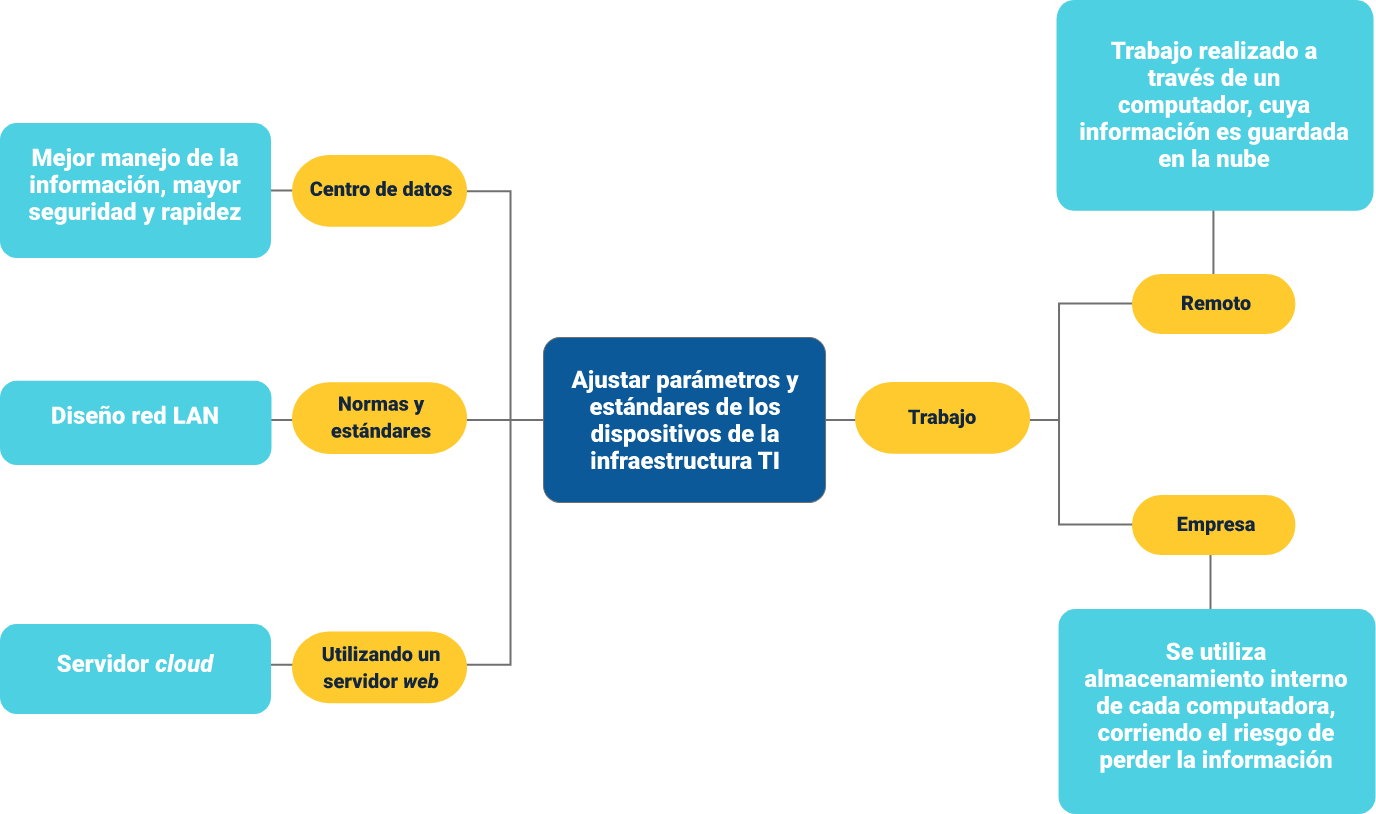 Mejor manejo de la
información, mayor
seguridad y rapidez
Centro de datos
Diseño red LAN
Normas y
estándares
Servidor cloud
Utilizando un
servidor web
Ajustar parámetros y
estándares de los
dispositivos de la
infraestructura TI
Trabajo
Trabajo realizado a
través de un
computador, cuya
información es guardada
en la nube
Remoto
Empresa
Se utiliza
almacenamiento interno
de cada computadora,
corriendo el riesgo de
perder la información